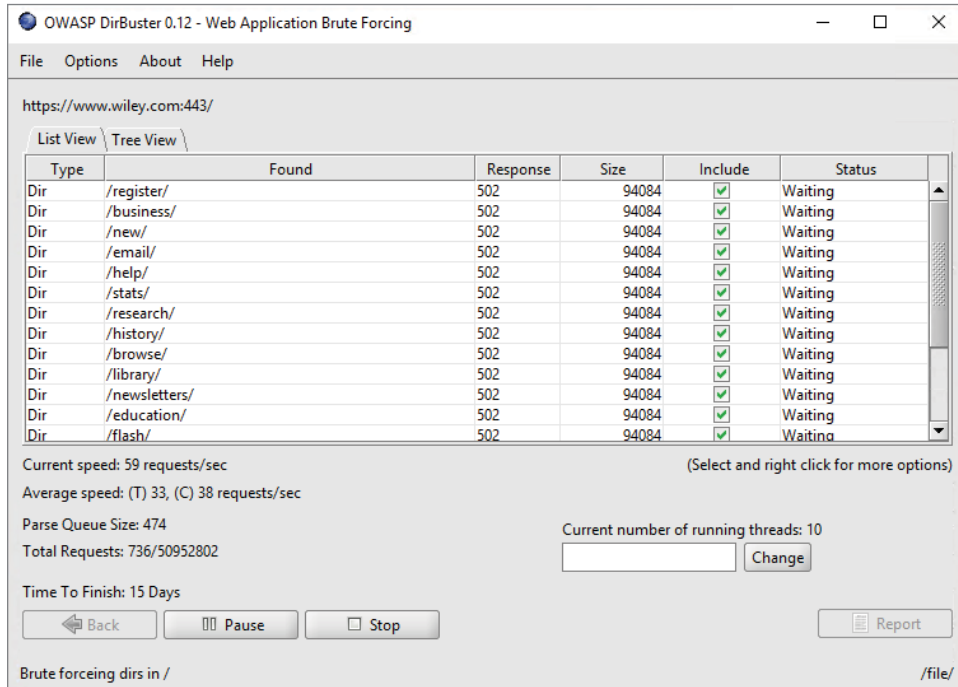 OWASP DirBuster 0.12 - Web Application Brute Forcing
File Options About Help
https://www.wiley.com:443/
List View Tree View
Type Found Response Size Include Status
Dir /register/ 502 94084 Waiting
Dir /business/ 502 94084 Waiting
Dir /new/ 502 94084 Waiting
Dir /email/ 502 94084 Waiting
Dir /help/ 502 94084 Waiting
Dir /stats/ 502 94084 Waiting
Dir /research/ 502 94084 Waiting
Dir /history/ 502 94084 Waiting
Dir /browse/ 502 94084 Waiting
Dir /library/ 502 94084 Waiting
Dir /newsletters/ 502 94084 Waiting
Dir /education/ 502 94084 Waiting
Dir /flash/ 502 94084 Waiting
Current speed: 59 requests/sec (Select and right click for more options)
Average speed: (T) 33, (C) 38 requests/sec
Parse Queue Size: 474 Current number of running threads: 10
Total Requests: 736/50952802 Change
Time To Finish: 15 Days
Back Pause Stop Report
Brute forceing dirs in / /file/